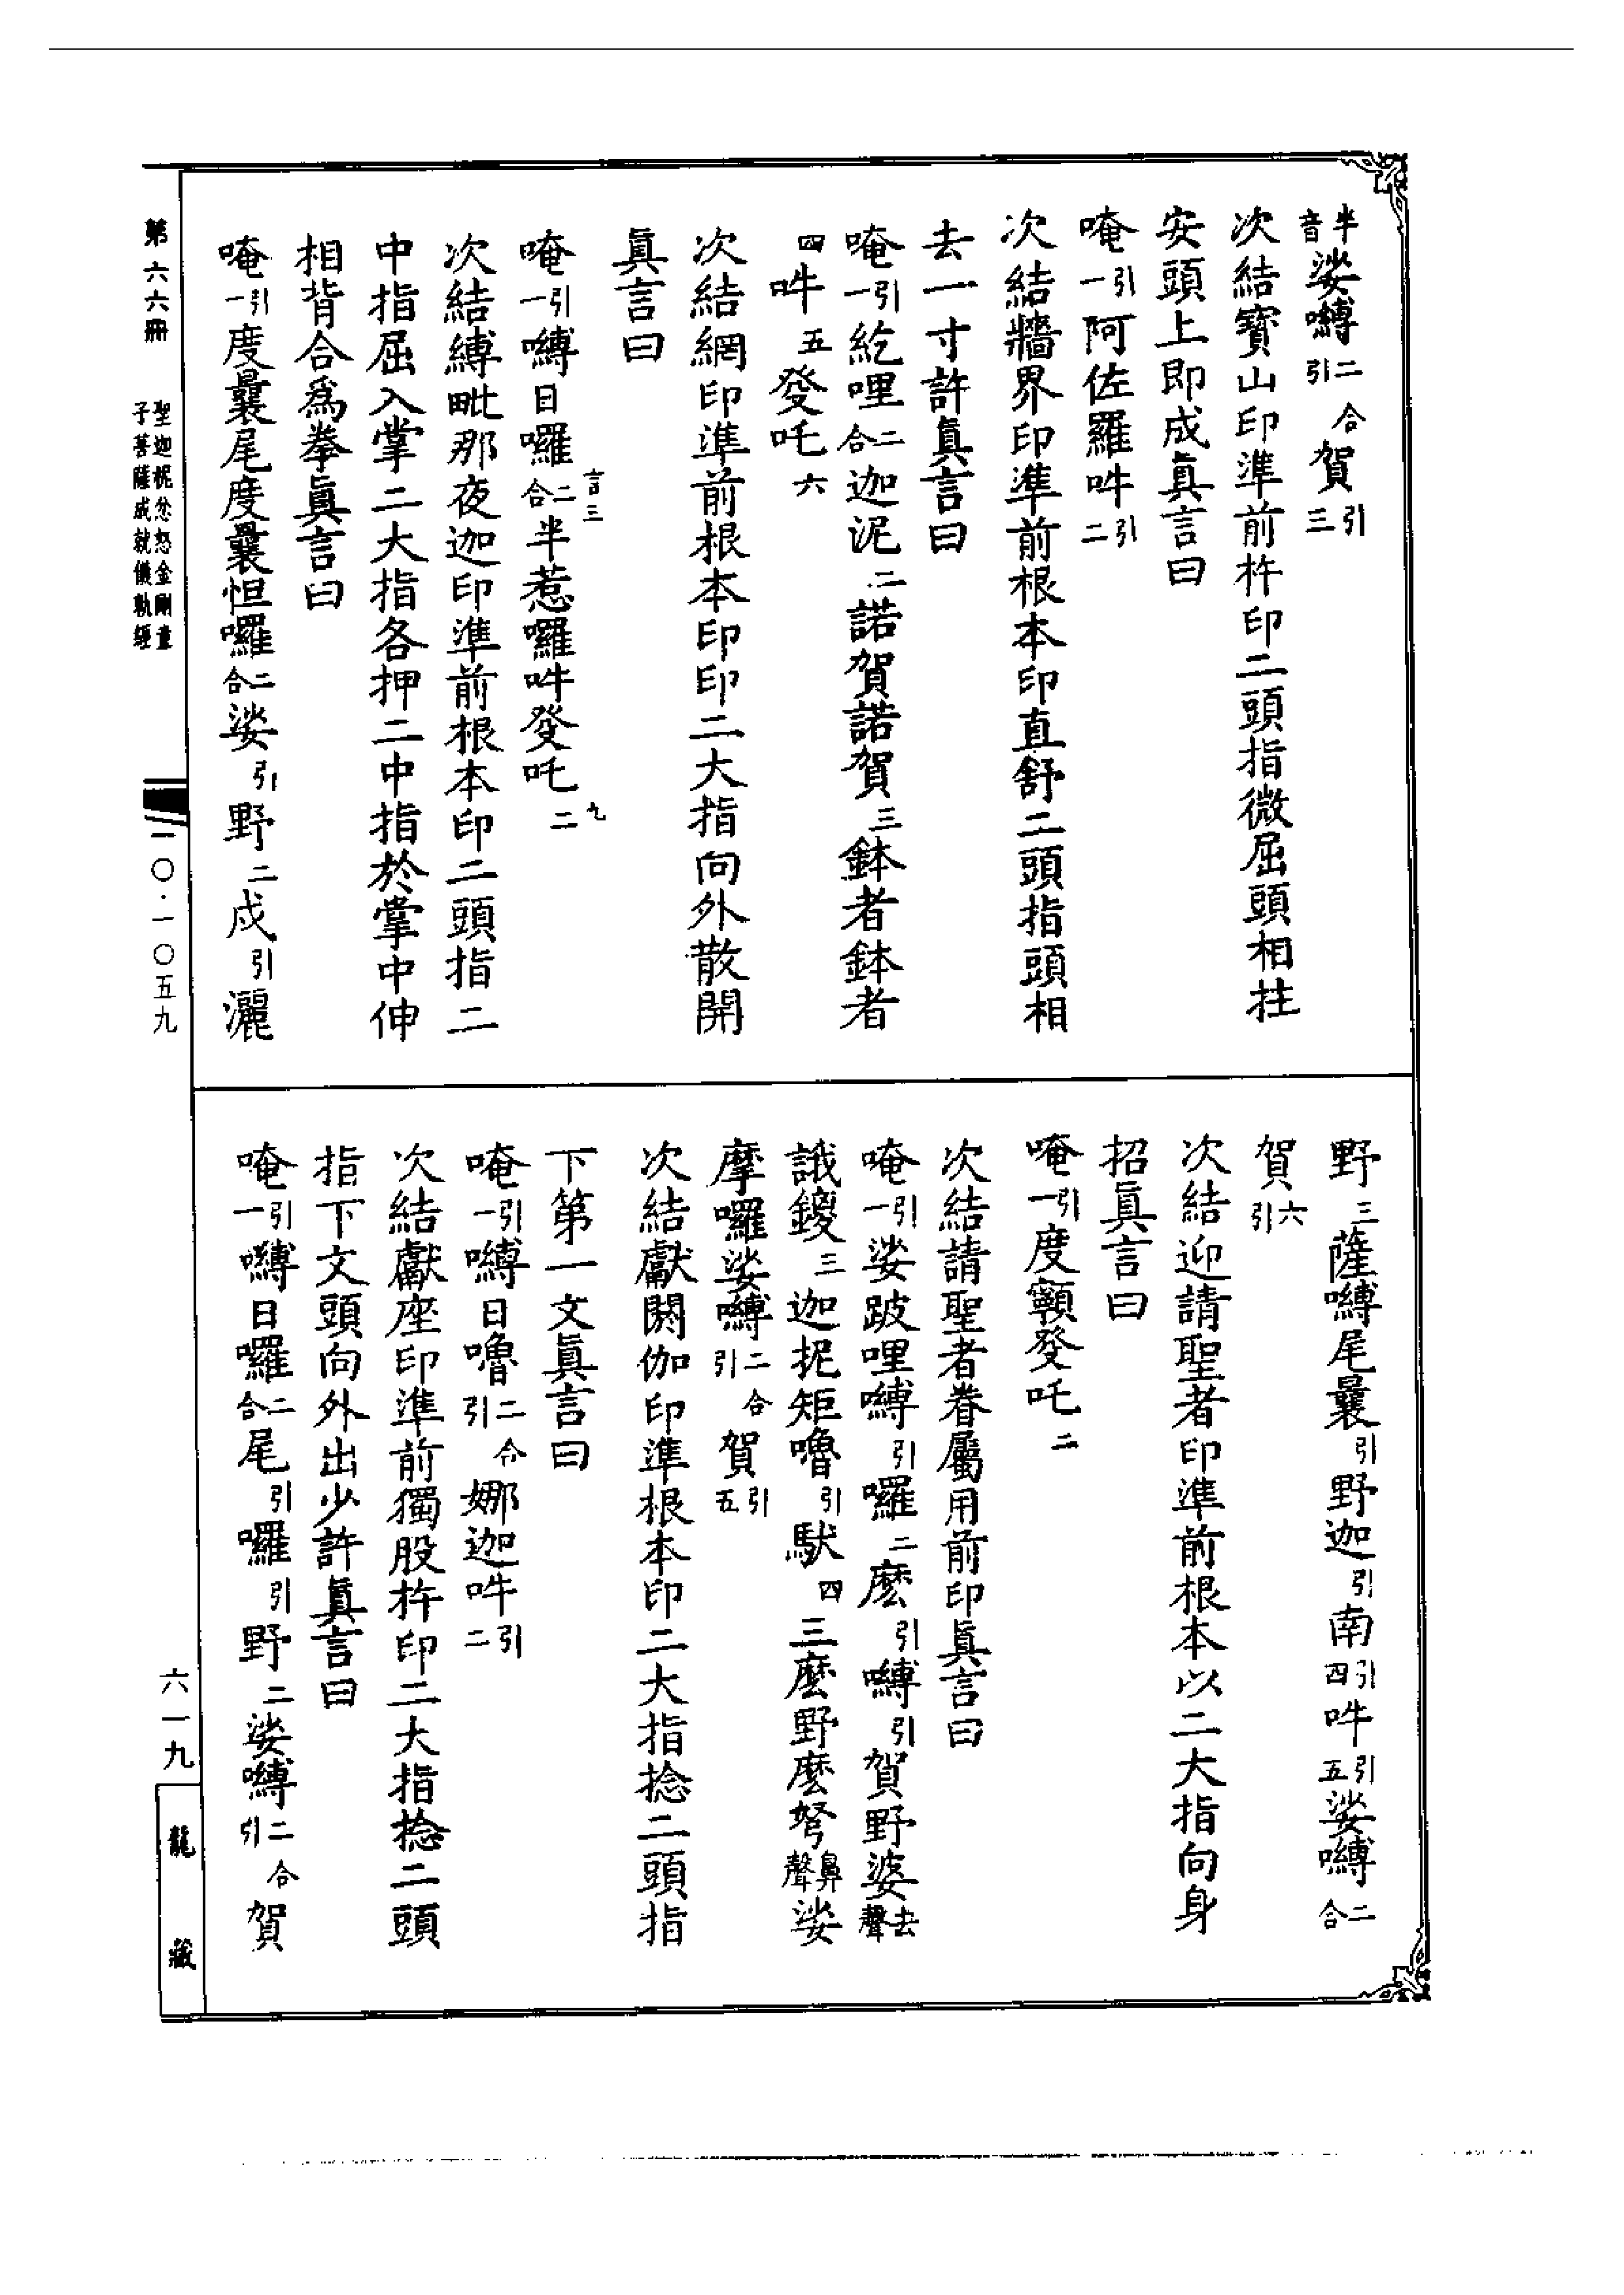 半音娑嚩二合引賀引三
次結寶山印準前杵印二頭指微屈頭相拄
安頭上即成真言曰
唵引一阿佐羅吽引二
次結牆界印準前根本印直舒二頭指頭相
去一寸許真言曰
唵引一紇哩二合迦泥二諾賀諾賀三鉢者鉢者
四吽五發吒六
次結網印準前根本印印二大指向外散開
真言曰
唵引一嚩日囉二合半惹囉吽發吒二
言三
九
次結縛毗那夜迦印準前根本印二頭指二
中指屈入掌二大指各押二中指於掌中伸
相背合為拳真言曰
唵引一度曩尾度曩怛囉二合娑引野二戍引灑
野三薩嚩尾曩引野迦引南引四吽引五娑嚩二合
賀引六
次結迎請聖者印準前根本以二大指向身
招真言曰
唵引一度顐發吒二
次結請聖者眷屬用前印真言曰
唵引一娑跛哩嚩引囉二麼引嚩引賀野婆去聲
誐鑁三迦抳矩嚕引馱四三麼野麼弩鼻聲娑
摩囉娑嚩二合引賀引五
次結獻閼伽印準根本印二大指捻二頭指
下第一文真言曰
唵引一嚩日嚕二合引娜迦吽引二
次結獻座印準前獨股杵印二大指捻二頭
指下文頭向外出少許真言曰
唵引一嚩日囉二合尾引囉引野二娑嚩二合引賀
第六六冊
聖迦柅忿怒金剛童
子菩薩成就儀軌經
一〇·一〇五九
六一九
龍藏